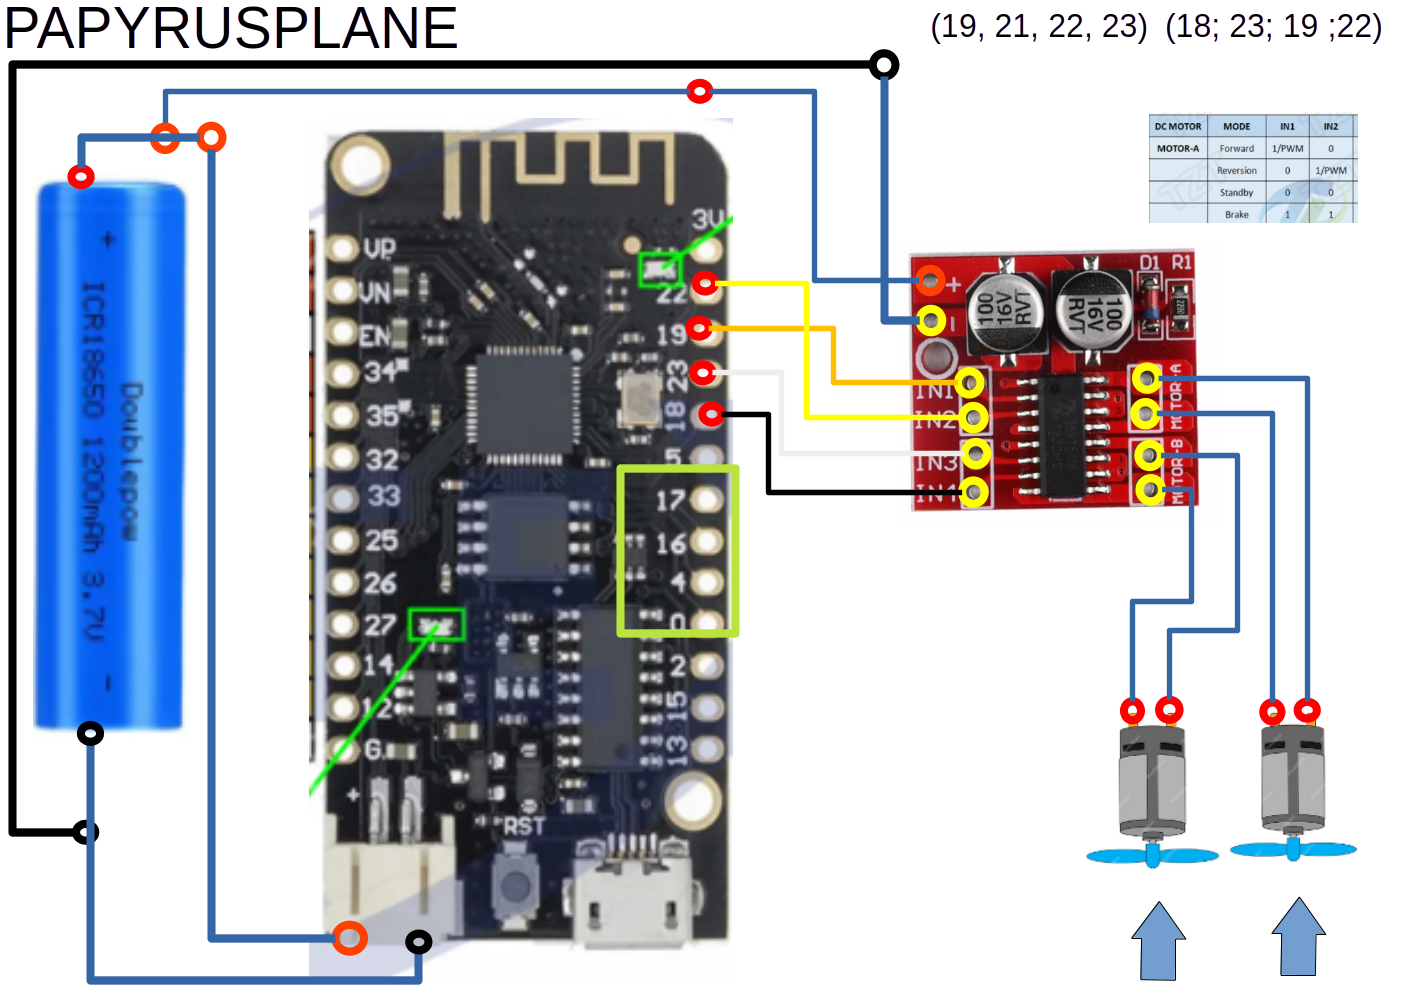 PAPYRUSPLANE
(19, 21, 22, 23) (18; 23; 19 ;22)
DC MOTOR MODE IN1 IN2
MOTOR-A Forward 1/PWM 0
Reversion 0 1/PWM
Standby 0 0
Brake 1 1
+
ICR18650 1200mAh 3.7V
Doublepow
-
3V
VP
VN
EN
34
35
32
33
25
26
27
14
12
G
+
22
19
23
18
5
17
16
4
0
2
15
13
RST
+
-
100
16V
RVT
100
16V
RVT
D1 R1
IN1
IN2
IN3
IN4
MOTOR-A
MOTOR-B